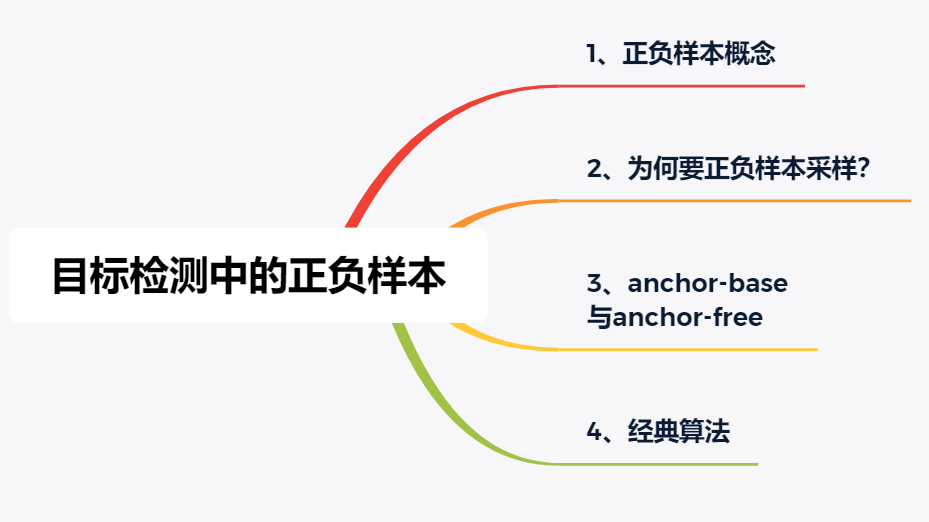 1、正负样本概念
2、为何要正负样本采样？
目标检测中的正负样本
3、anchor-base
与anchor-free
4、经典算法